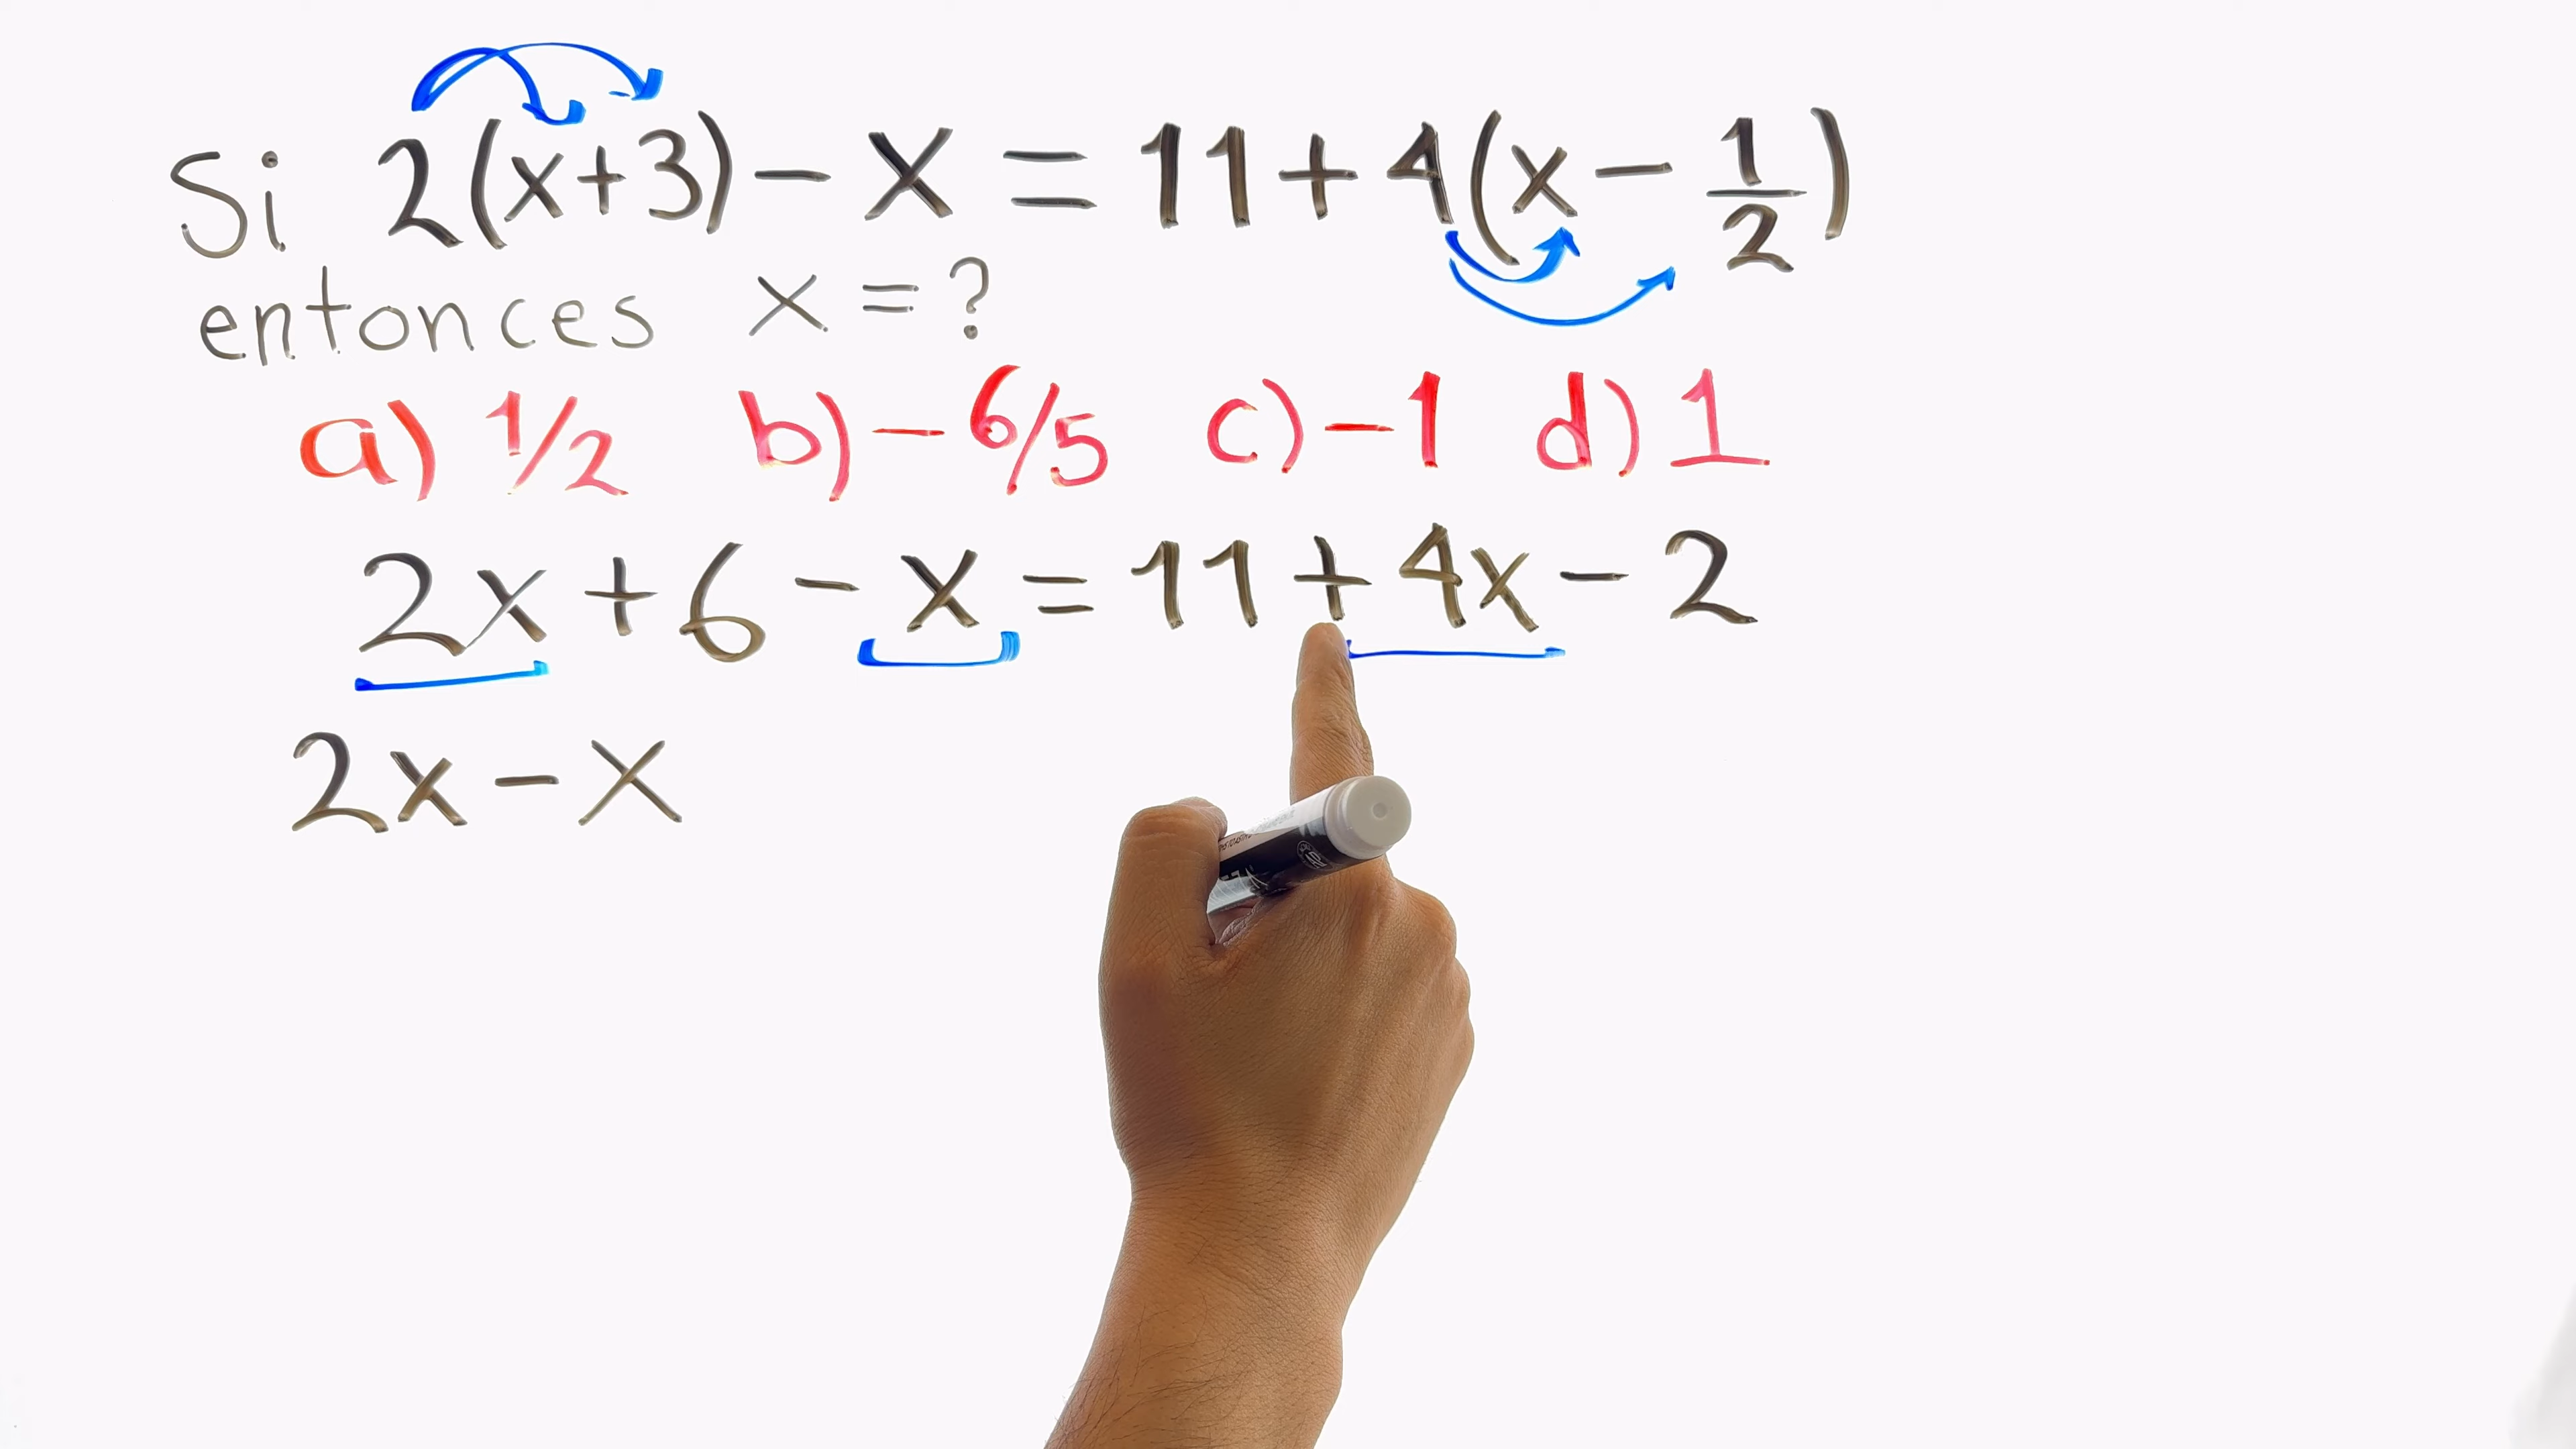 Si 2(x+3) - x = 11 + 4(x - 1/2)
entonces x = ?
a) 1/2 b) - 6/5 c) -1 d) 1
2x + 6 - x = 11 + 4x - 2
2x - x